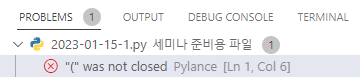 PROBLEMS 1 OUTPUT DEBUG CONSOLE TERMINAL
2023-01-15-1.py 세미나 준비용 파일 1
"(" was not closed Pylance [Ln 1, Col 6]